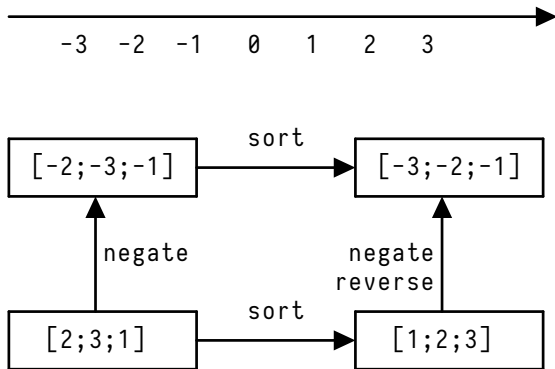 -3 -2 -1 0 1 2 3
sort
[-2;-3;-1] [-3;-2;-1]
negate negate
reverse
sort
[2;3;1] [1;2;3]